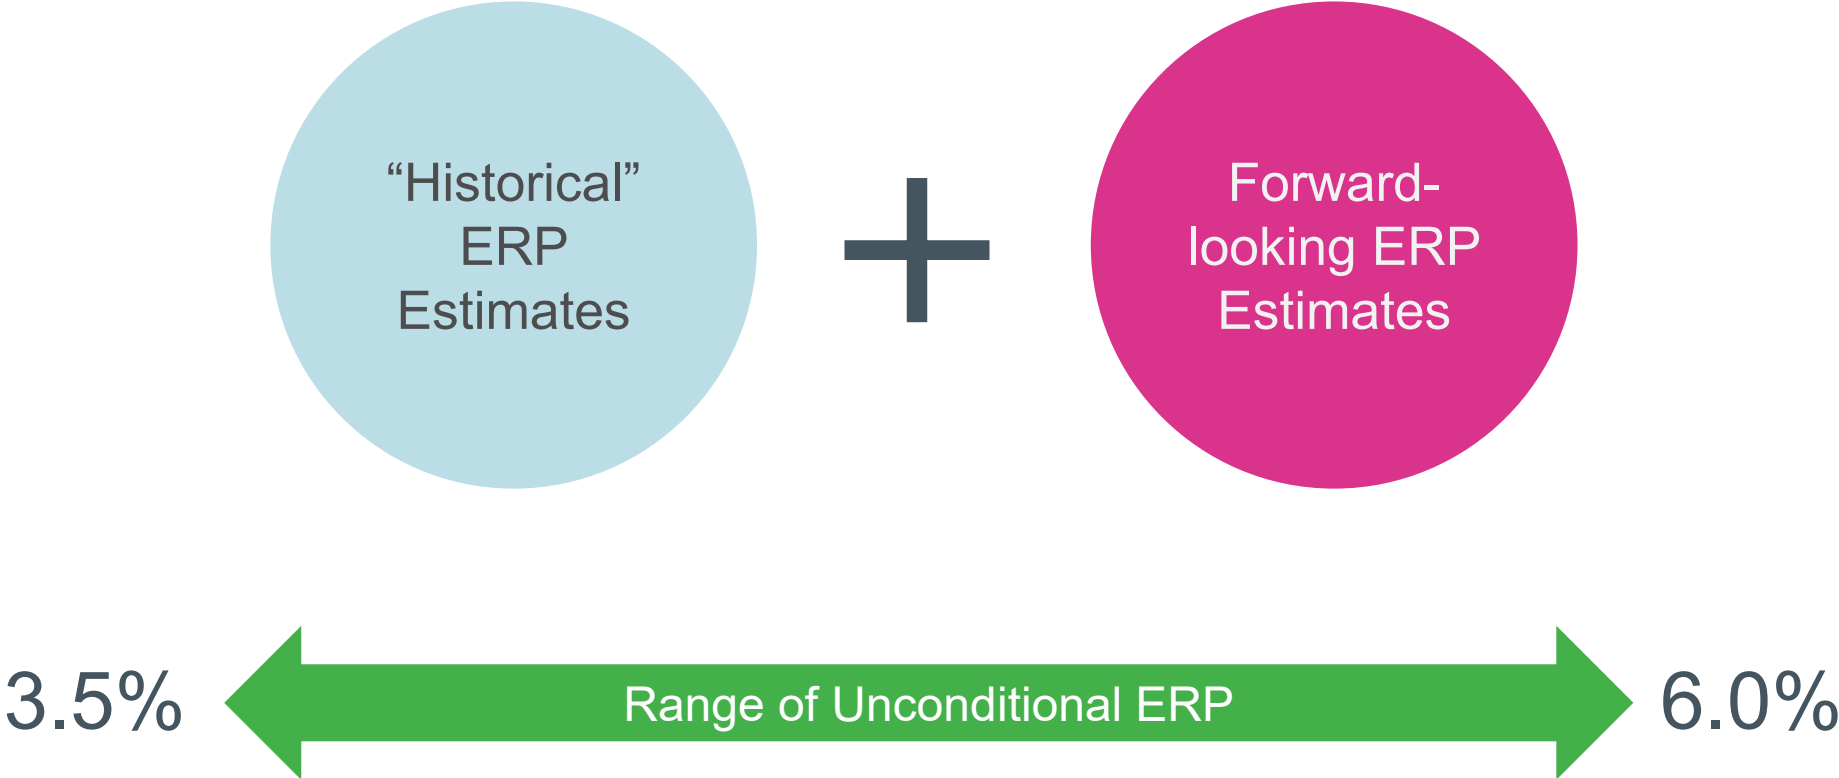 “Historical”
ERP
Estimates
Forward-
looking ERP
Estimates
3.5%
Range of Unconditional ERP
6.0%